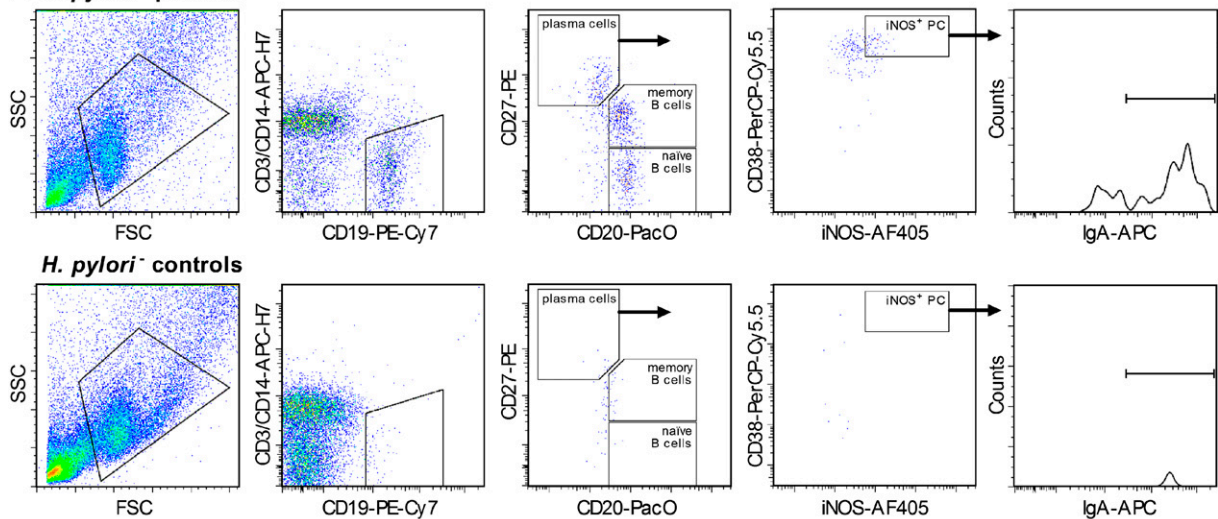 SSC
FSC
CD3/CD14-APC-H7
CD19-PE-Cy7
CD27-PE
plasma cells
memory
B cells
naïve
B cells
CD20-PacO
CD38-PerCP-Cy5.5
iNOS⁺ PC
iNOS-AF405
Counts
IgA-APC
H. pylori⁻ controls
SSC
FSC
CD3/CD14-APC-H7
CD19-PE-Cy7
CD27-PE
plasma cells
memory
B cells
naïve
B cells
CD20-PacO
CD38-PerCP-Cy5.5
iNOS⁺ PC
iNOS-AF405
Counts
IgA-APC